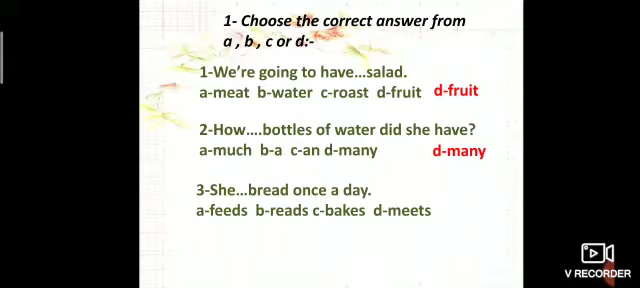 1- Choose the correct answer from
a , b , c or d:-
1-We're going to have...salad.
a-meat b-water c-roast d-fruit d-fruit
2-How....bottles of water did she have?
a-much b-a c-an d-many d-many
3-She...bread once a day.
a-feeds b-reads c-bakes d-meets
V RECORDER